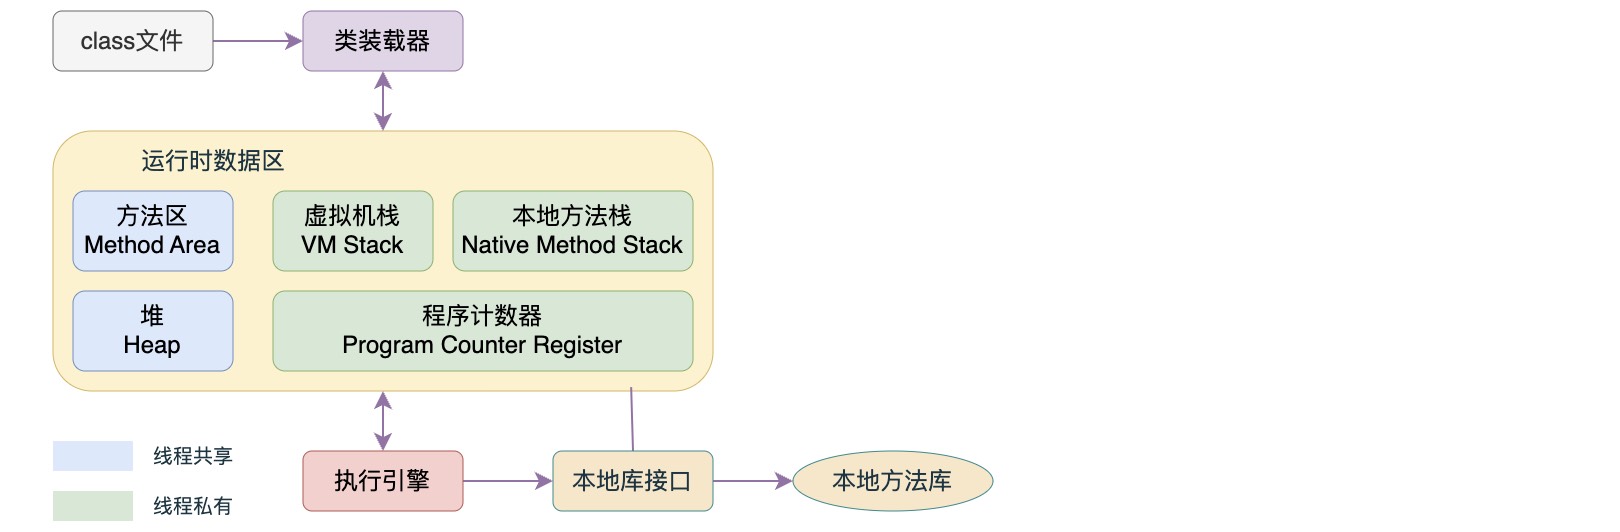 class文件
类装载器
运行时数据区
方法区
Method Area
虚拟机栈
VM Stack
本地方法栈
Native Method Stack
堆
Heap
程序计数器
Program Counter Register
线程共享
线程私有
执行引擎
本地库接口
本地方法库